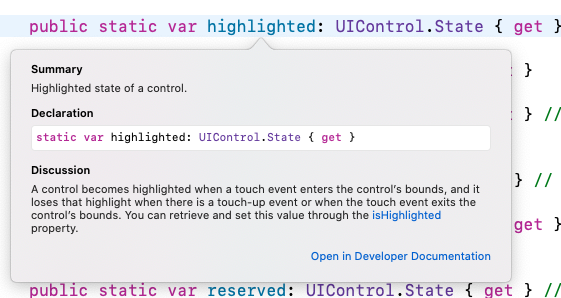 public static var highlighted: UIControl.State { get }
Summary
Highlighted state of a control.
}
Declaration
} //
static var highlighted: UIControl.State { get }
Discussion
} //
A control becomes highlighted when a touch event enters the control's bounds, and it
loses that highlight when there is a touch-up event or when the touch event exits the
control's bounds. You can retrieve and set this value through the isHighlighted
get }
property.
Open in Developer Documentation
public static var reserved: UIControl.State { get } //